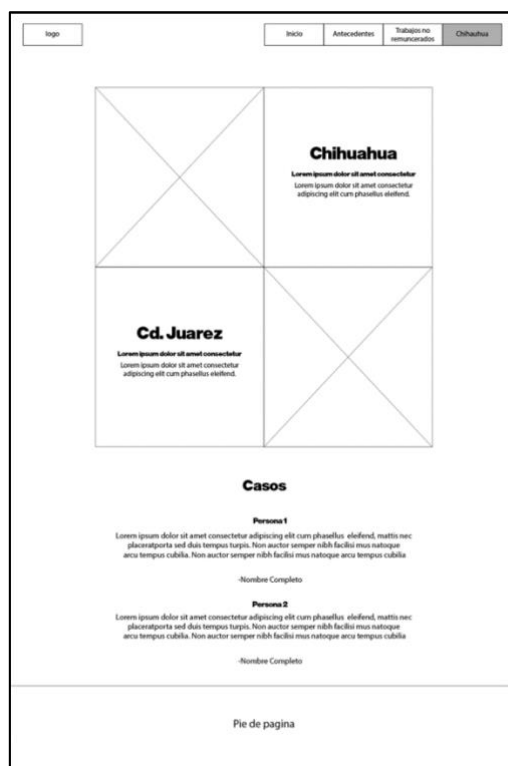 logo
Inicio
Antecedentes
Trabajos no
remuncerados
Chihauhua
Chihuahua
Lorem ipsum dolor sit amet consectetur
Lorem ipsum dolor sit amet consectetur
adipiscing elit cum phasellus eleifend.
Cd. Juarez
Lorem ipsum dolor sit amet consectetur
Lorem ipsum dolor sit amet consectetur
adipiscing elit cum phasellus eleifend.
Casos
Persona 1
Lorem ipsum dolor sit amet consectetur adipiscing elit cum phasellus eleifend, mattis nec
placeratporta sed duis tempus turpis. Non auctor semper nibh facilisi mus natoque
arcu tempus cubilia. Non auctor semper nibh facilisi mus natoque arcu tempus cubilia
-Nombre Completo
Persona 2
Lorem ipsum dolor sit amet consectetur adipiscing elit cum phasellus eleifend, mattis nec
placeratporta sed duis tempus turpis. Non auctor semper nibh facilisi mus natoque
arcu tempus cubilia. Non auctor semper nibh facilisi mus natoque arcu tempus cubilia
-Nombre Completo
Pie de pagina